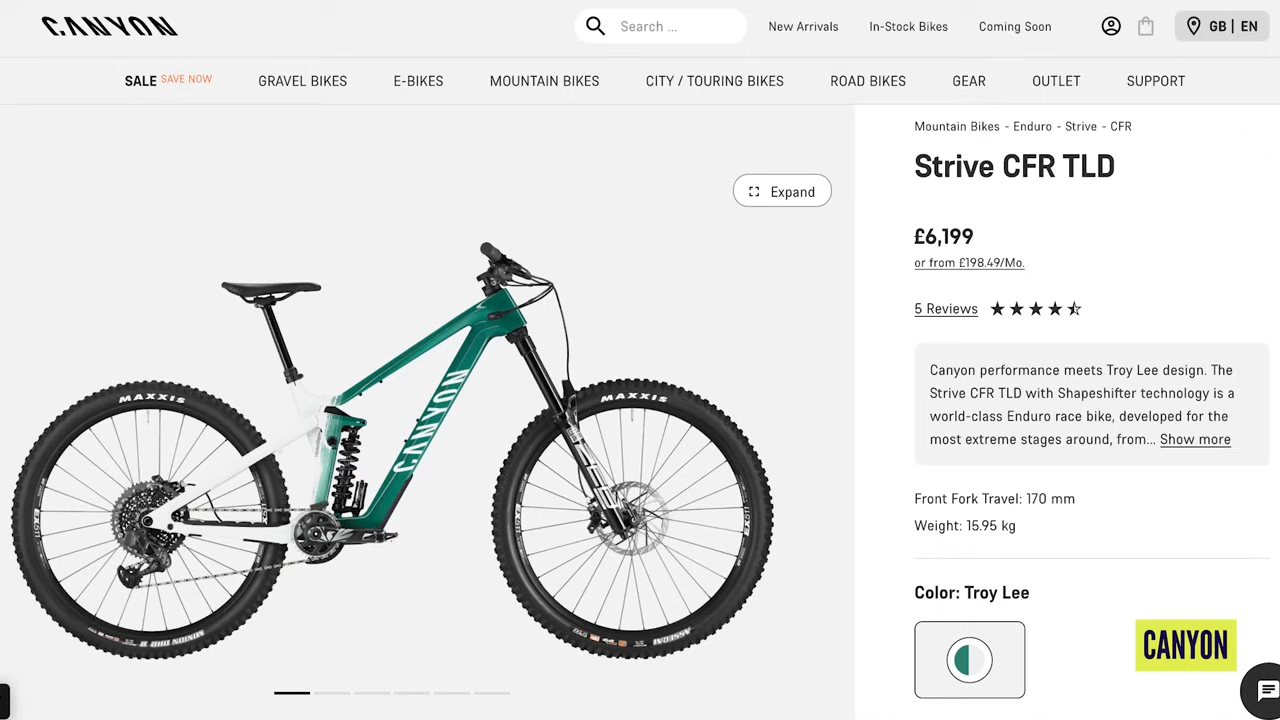 CANYON
Search ...
New Arrivals
In-Stock Bikes
Coming Soon
GB | EN
SALE SAVE NOW
GRAVEL BIKES
E-BIKES
MOUNTAIN BIKES
CITY / TOURING BIKES
ROAD BIKES
GEAR
OUTLET
SUPPORT
Expand
MAXXIS
MAXXIS
CANYON
Mountain Bikes - Enduro - Strive - CFR
Strive CFR TLD
£6,199
or from £198.49/Mo.
5 Reviews
Canyon performance meets Troy Lee design. The
Strive CFR TLD with Shapeshifter technology is a
world-class Enduro race bike, developed for the
most extreme stages around, from... Show more
Front Fork Travel: 170 mm
Weight: 15.95 kg
Color: Troy Lee
CANYON